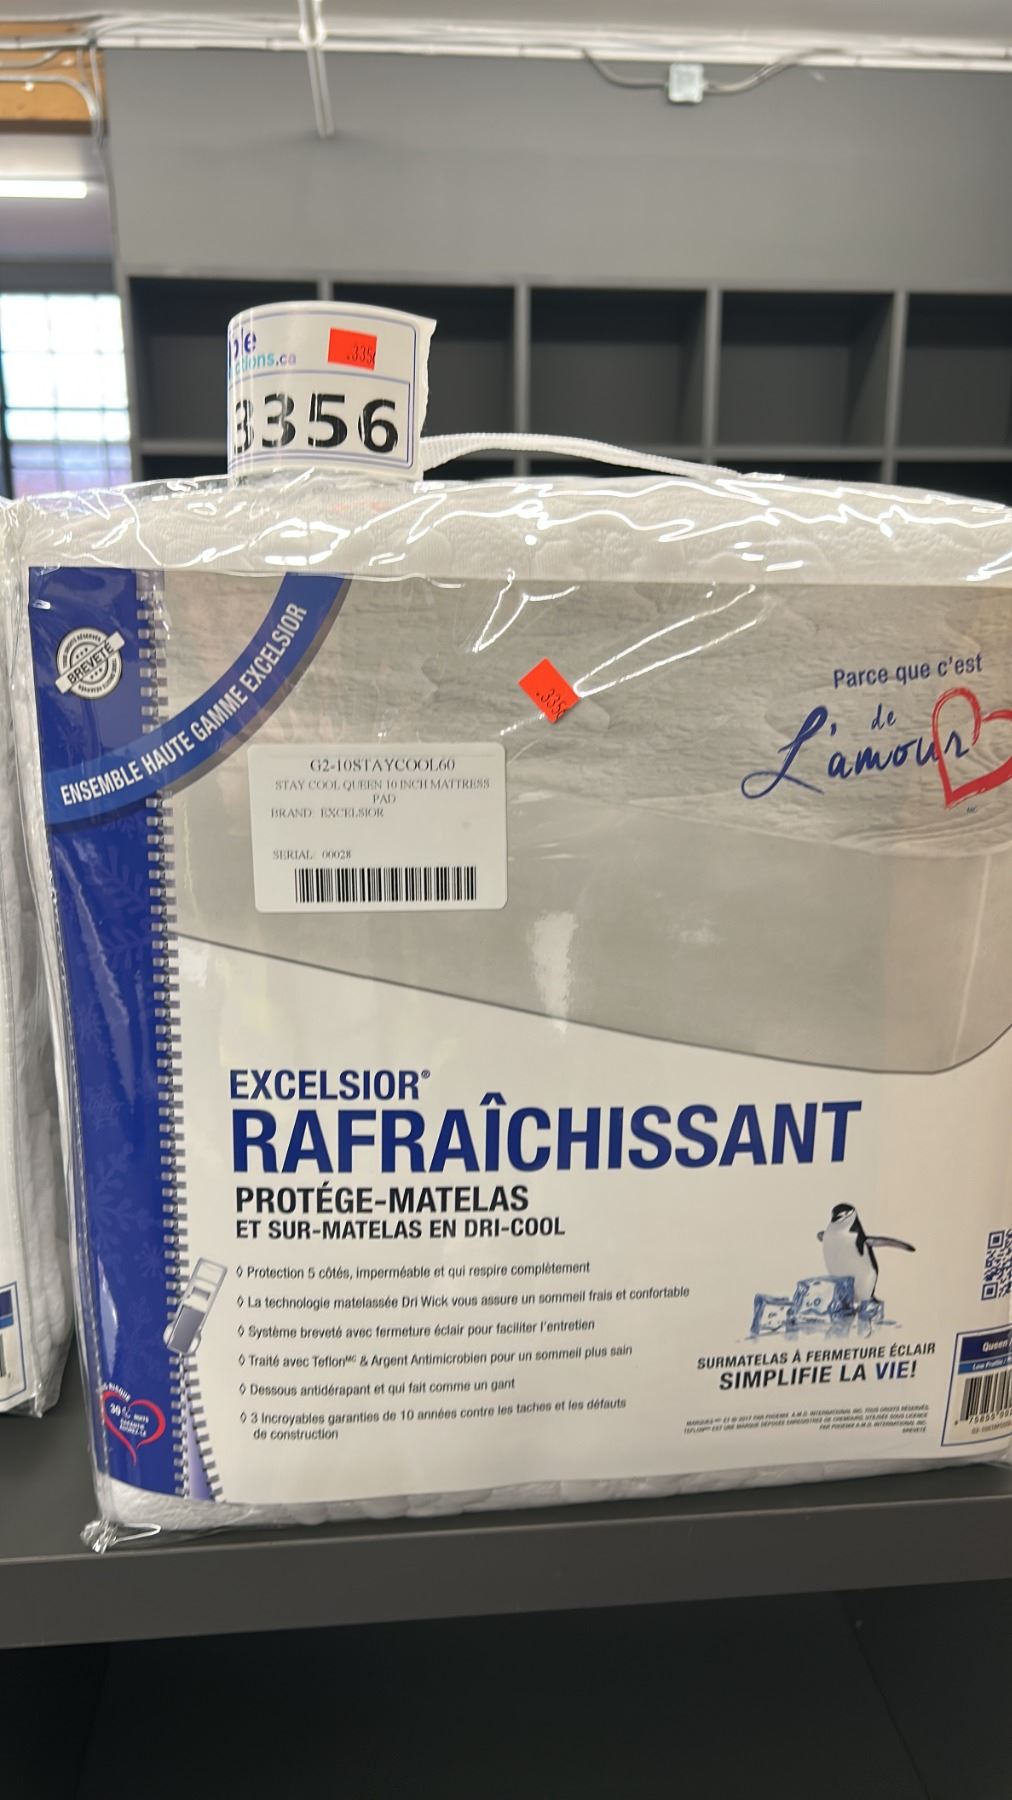 ble
ctions.ca
.335
3356
BREVETÉ
ENSEMBLE HAUTE GAMME EXCELSIOR
.3356
Parce que c'est
de
L'amour
G2-10STAYCOOL60
STAY COOL QUEEN 10 INCH MATTRESS
PAD
BRAND: EXCELSIOR
SERIAL: 00028
EXCELSIOR®
RAFRAÎCHISSANT
PROTÉGE-MATELAS
ET SUR-MATELAS EN DRI-COOL
◊ Protection 5 côtés, imperméable et qui respire complètement
◊ La technologie matelassée Dri Wick vous assure un sommeil frais et confortable
◊ Système breveté avec fermeture éclair pour faciliter l'entretien
◊ Traité avec Teflonᴹᶜ & Argent Antimicrobien pour un sommeil plus sain
◊ Dessous antidérapant et qui fait comme un gant
◊ 3 Incroyables garanties de 10 années contre les taches et les défauts
de construction
SURMATELAS À FERMETURE ÉCLAIR
SIMPLIFIE LA VIE!
Queen
Low Profile